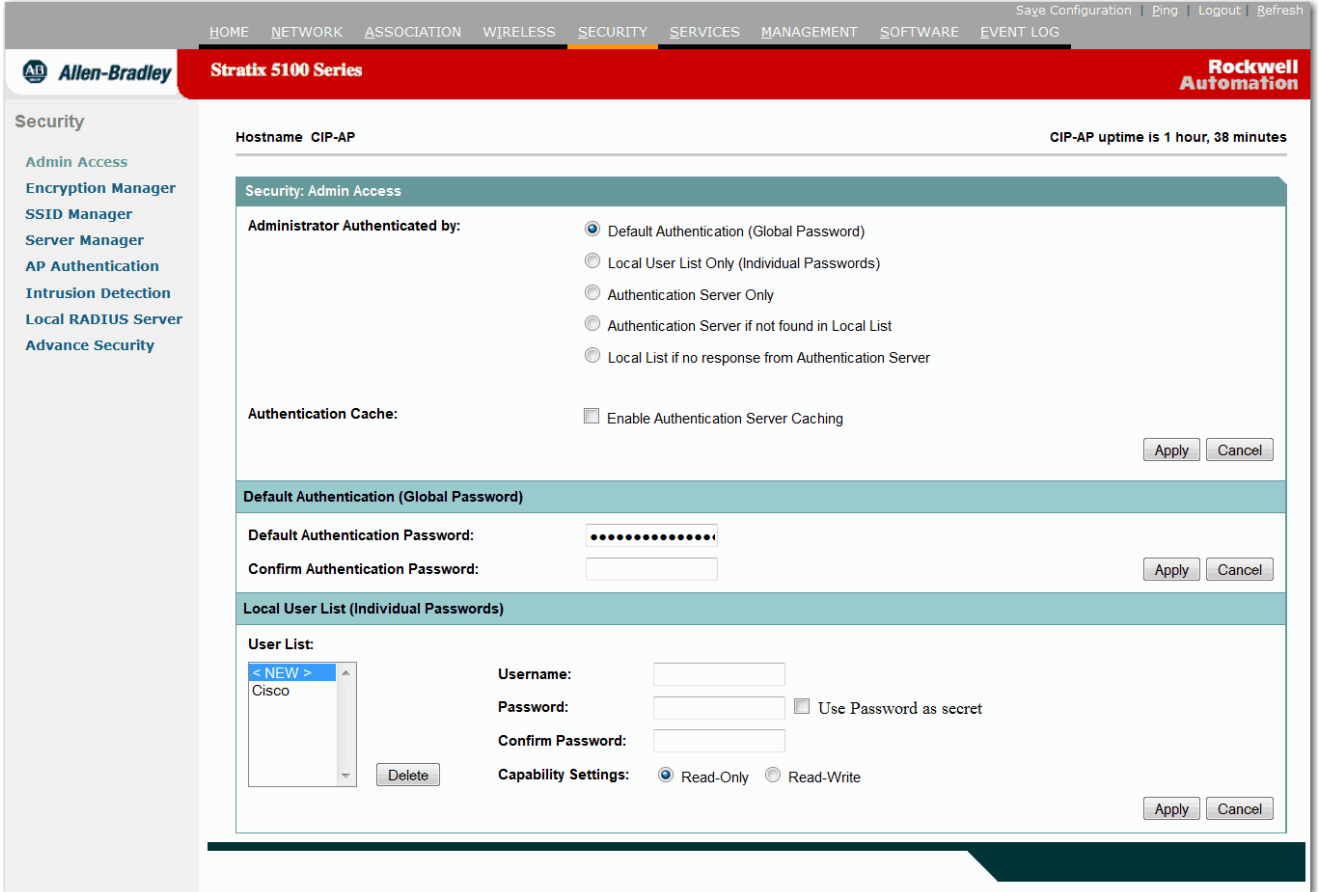 Save Configuration | Ping | Logout | Refresh
HOME NETWORK ASSOCIATION WIRELESS SECURITY SERVICES MANAGEMENT SOFTWARE EVENT LOG
AB Allen-Bradley
Stratix 5100 Series
Rockwell
Automation
Security
Admin Access
Encryption Manager
SSID Manager
Server Manager
AP Authentication
Intrusion Detection
Local RADIUS Server
Advance Security
Hostname CIP-AP
CIP-AP uptime is 1 hour, 38 minutes
Security: Admin Access
Administrator Authenticated by:
Default Authentication (Global Password)
Local User List Only (Individual Passwords)
Authentication Server Only
Authentication Server if not found in Local List
Local List if no response from Authentication Server
Authentication Cache:
Enable Authentication Server Caching
Apply Cancel
Default Authentication (Global Password)
Default Authentication Password:
Confirm Authentication Password:
Apply Cancel
Local User List (Individual Passwords)
User List:
< NEW >
Cisco
Delete
Username:
Password:
Use Password as secret
Confirm Password:
Capability Settings: Read-Only Read-Write
Apply Cancel